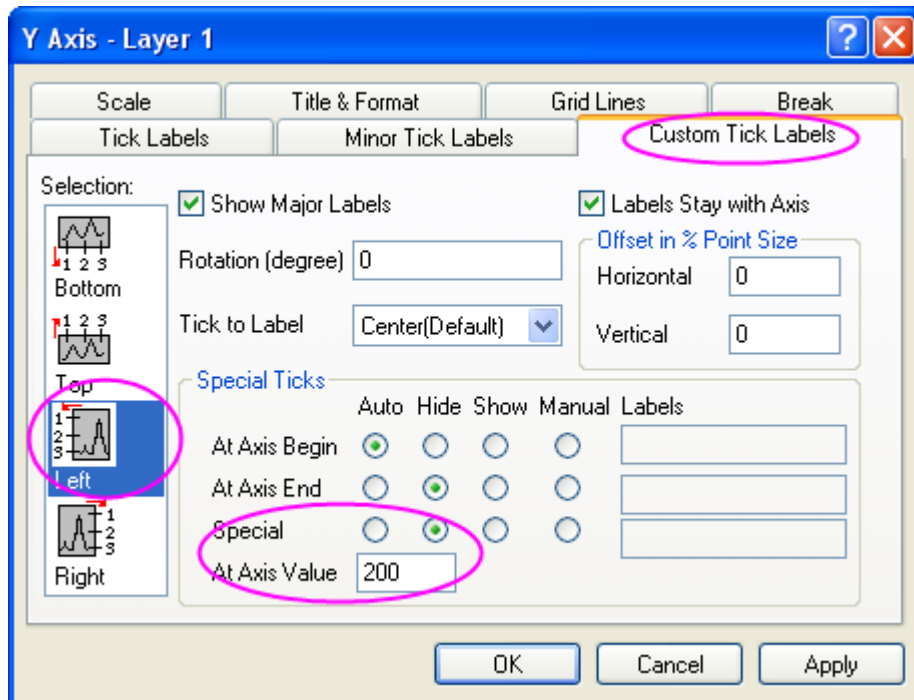 Y Axis - Layer 1
Scale Title & Format Grid Lines Break
Tick Labels Minor Tick Labels Custom Tick Labels
Selection:
1 2 3
Bottom
1 2 3
Top
1
2
3
Left
1
2
3
Right
Show Major Labels
Labels Stay with Axis
Rotation (degree) 0
Tick to Label Center(Default)
Offset in % Point Size
Horizontal 0
Vertical 0
Special Ticks
Auto Hide Show Manual Labels
At Axis Begin
At Axis End
Special
At Axis Value 200
OK Cancel Apply